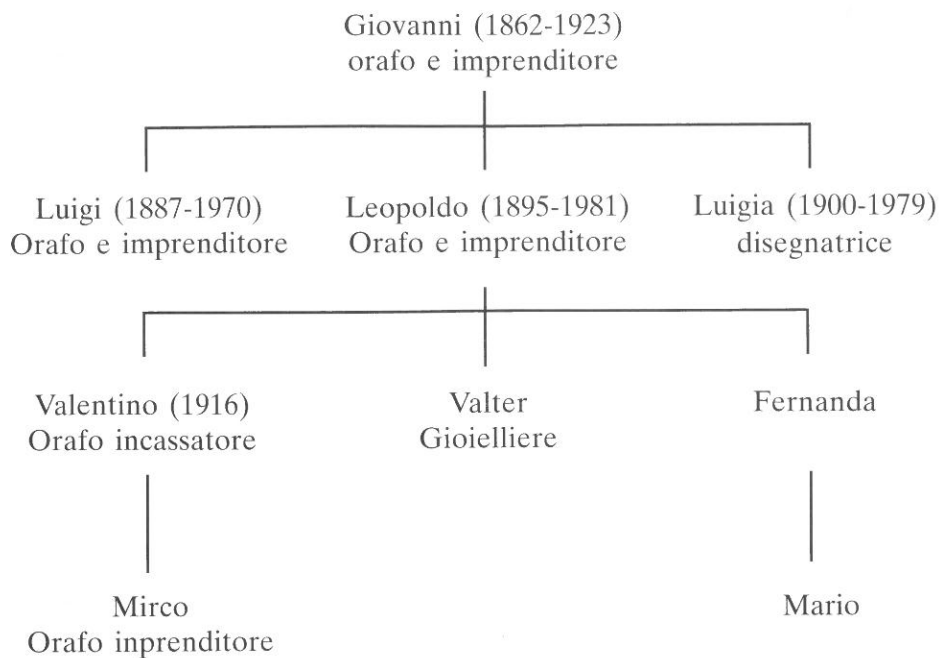 Giovanni (1862-1923)
orafo e imprenditore
Luigi (1887-1970)
Orafo e imprenditore
Leopoldo (1895-1981)
Orafo e imprenditore
Luigia (1900-1979)
disegnatrice
Valentino (1916)
Orafo incassatore
Valter
Gioielliere
Fernanda
Mirco
Orafo inprenditore
Mario